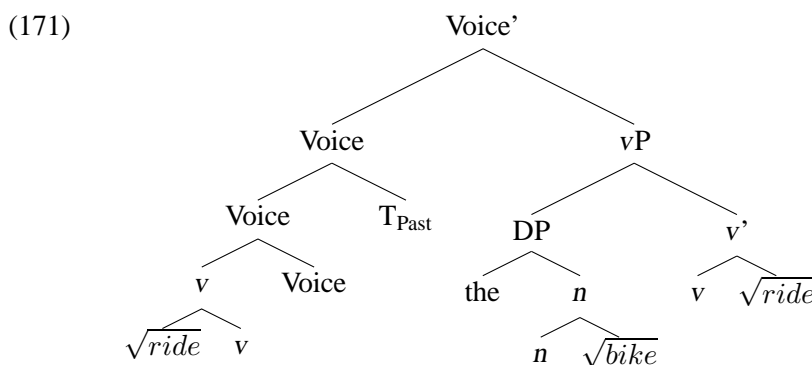 (171) Voice’
Voice vP
Voice T_Past DP v’
v Voice the n v √ride
√ride v n √bike